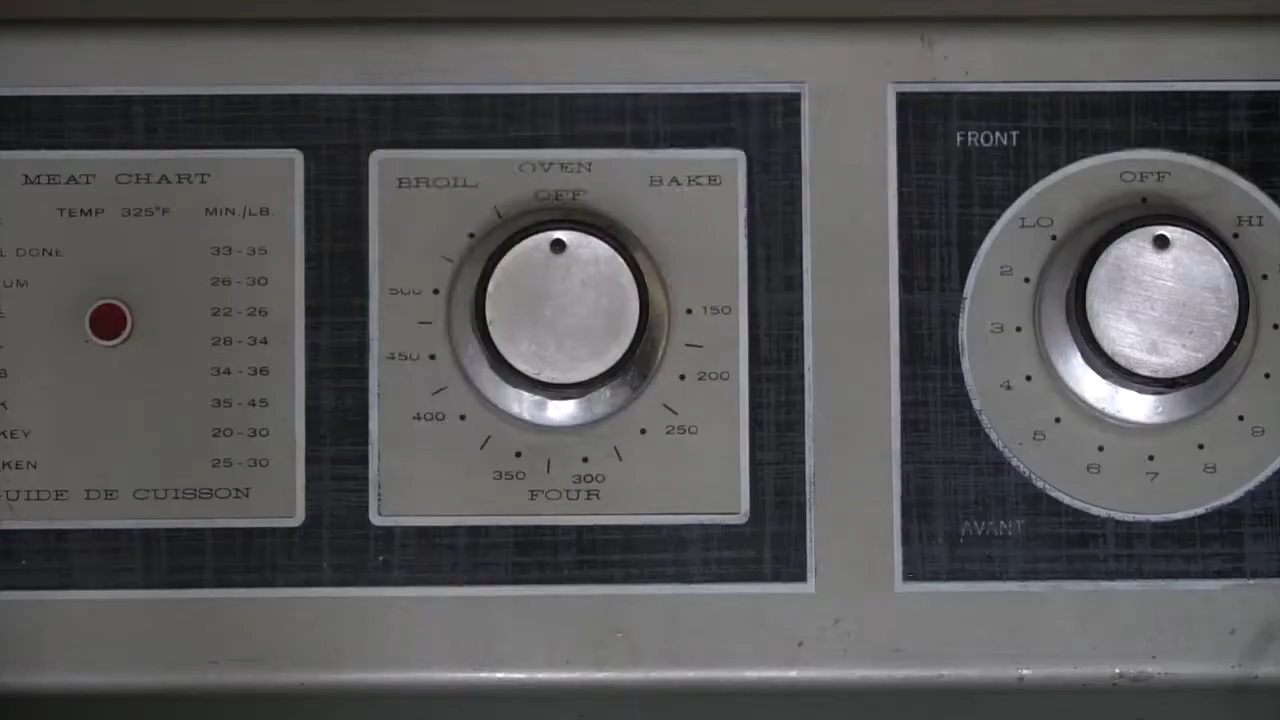 MEAT CHART
TEMP 325°F MIN./LB.
L DONE 33-35
UM 26-30
22-26
28-34
34-36
K 35-45
KEY 20-30
KEN 25-30
GUIDE DE CUISSON
OVEN
BROIL OFF BAKE
500
450
400
350
300
250
200
150
FOUR
FRONT
OFF
LO HI
2
3
4
5
6
7
8
9
AVANT